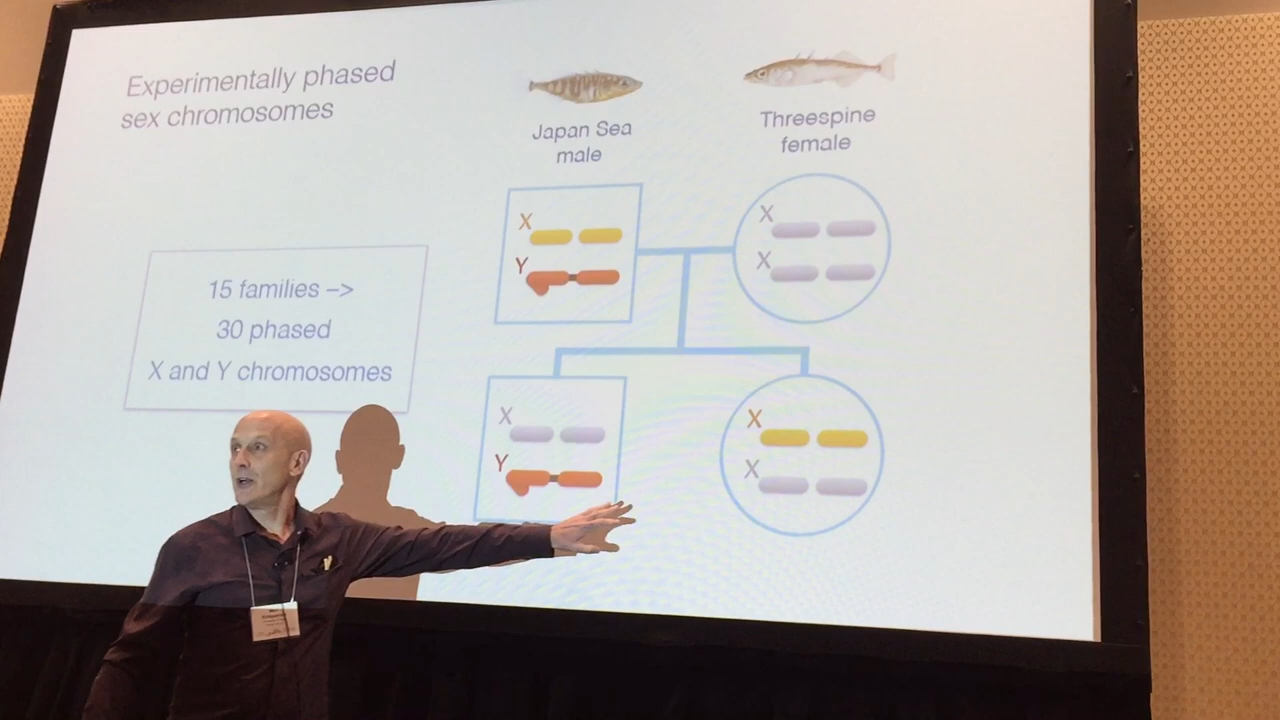 Experimentally phased
sex chromosomes
Japan Sea
male
Threespine
female
X
Y
X
X
15 families –>
30 phased
X and Y chromosomes
X
Y
X
X